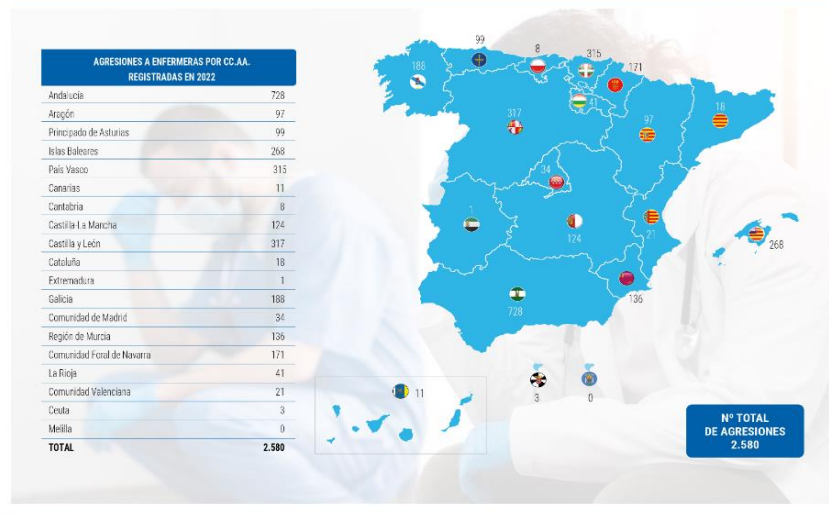 AGRESIONES A ENFERMERAS POR CC.AA.
REGISTRADAS EN 2022
Andalucía 728
Aragón 97
Principado de Asturias 99
Islas Baleares 268
País Vasco 315
Canarias 11
Cantabria 8
Castilla-La Mancha 124
Castilla y León 317
Cataluña 18
Extremadura 1
Galicia 188
Comunidad de Madrid 34
Región de Murcia 136
Comunidad Foral de Navarra 171
La Rioja 41
Comunidad Valenciana 21
Ceuta 3
Melilla 0
TOTAL 2.580
99
8
315
188
171
41
317
97
18
34
1
124
21
268
136
728
11
3
0
Nº TOTAL
DE AGRESIONES
2.580